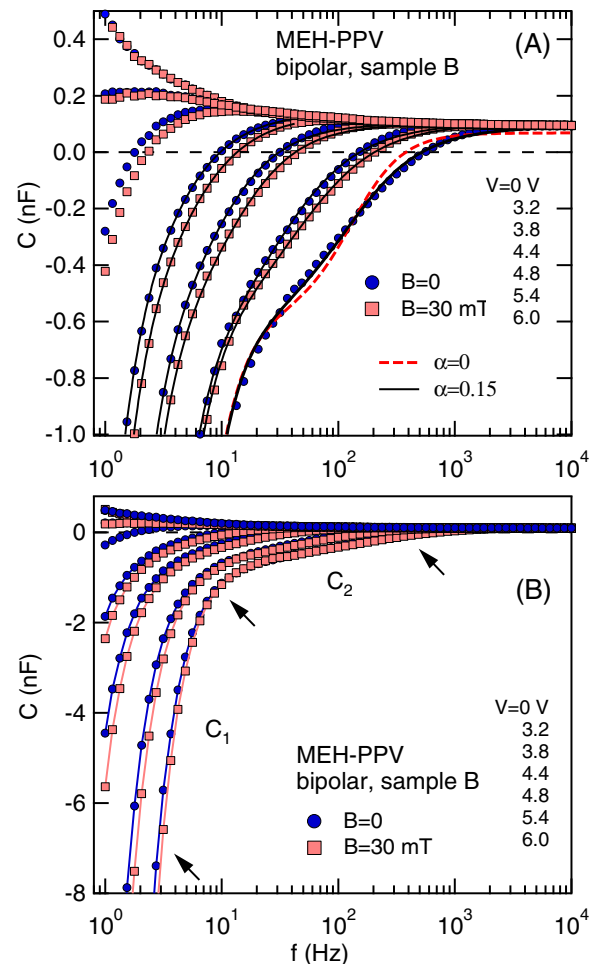 MEH-PPV
bipolar, sample B
(A)
C (nF)
0.4
0.2
0.0
-0.2
-0.4
-0.6
-0.8
-1.0
V=0 V
3.2
3.8
4.4
4.8
5.4
6.0
B=0
B=30 mT
α=0
α=0.15
10^0
10^1
10^2
10^3
10^4
(B)
C (nF)
0
-2
-4
-6
-8
C_2
C_1
V=0 V
3.2
3.8
4.4
4.8
5.4
6.0
MEH-PPV
bipolar, sample B
B=0
B=30 mT
10^0
10^1
10^2
10^3
10^4
f (Hz)